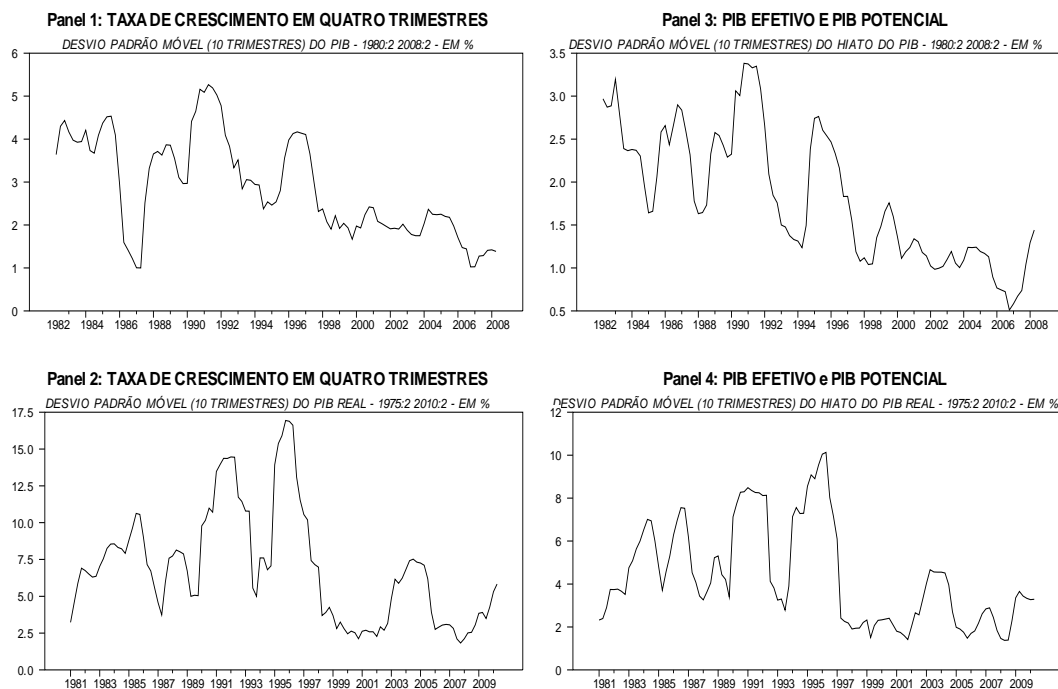 Panel 1: TAXA DE CRESCIMENTO EM QUATRO TRIMESTRES
DESVIO PADRÃO MÓVEL (10 TRIMESTRES) DO PIB - 1980:2 2008:2 - EM %
6
5
4
3
2
1
0
1982 1984 1986 1988 1990 1992 1994 1996 1998 2000 2002 2004 2006 2008
Panel 3: PIB EFETIVO E PIB POTENCIAL
DESVIO PADRÃO MÓVEL (10 TRIMESTRES) DO HIATO DO PIB - 1980:2 2008:2 - EM %
3.5
3.0
2.5
2.0
1.5
1.0
0.5
1982 1984 1986 1988 1990 1992 1994 1996 1998 2000 2002 2004 2006 2008
Panel 2: TAXA DE CRESCIMENTO EM QUATRO TRIMESTRES
DESVIO PADRÃO MÓVEL (10 TRIMESTRES) DO PIB REAL - 1975:2 2010:2 - EM %
17.5
15.0
12.5
10.0
7.5
5.0
2.5
0.0
1981 1983 1985 1987 1989 1991 1993 1995 1997 1999 2001 2003 2005 2007 2009
Panel 4: PIB EFETIVO e PIB POTENCIAL
DESVIO PADRÃO MÓVEL (10 TRIMESTRES) DO HIATO DO PIB REAL - 1975:2 2010:2 - EM %
12
10
8
6
4
2
0
1981 1983 1985 1987 1989 1991 1993 1995 1997 1999 2001 2003 2005 2007 2009